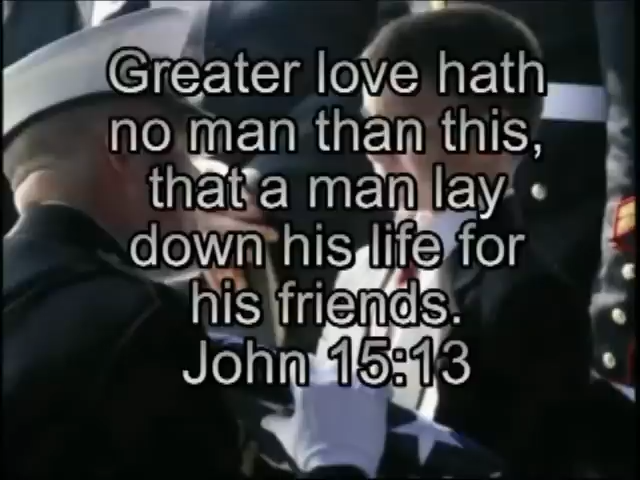 Greater love hath
no man than this,
that a man lay
down his life for
his friends.
John 15:13